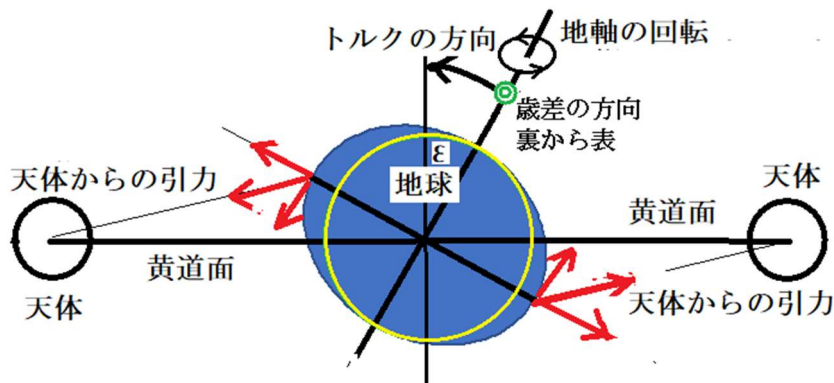 トルクの方向
地軸の回転
歳差の方向
裏から表
ε
地球
天体からの引力
天体
黄道面
黄道面
天体
天体からの引力